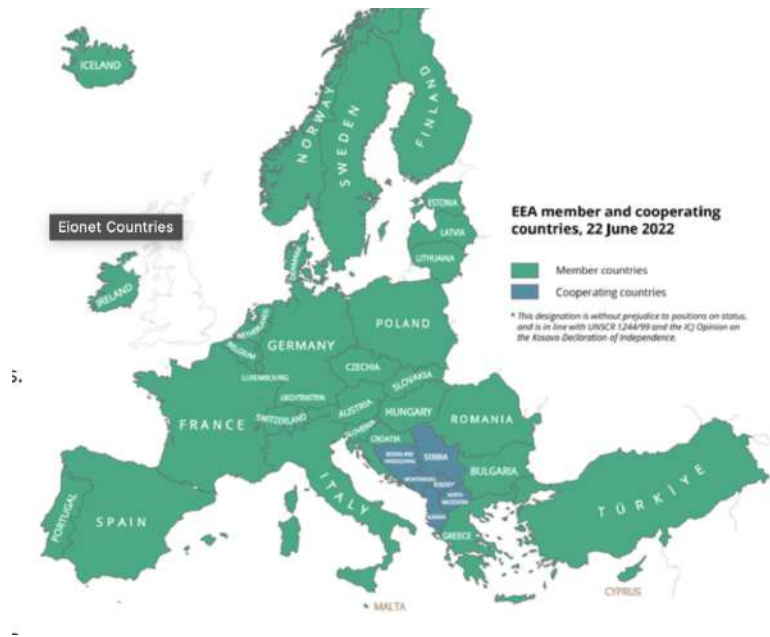 ICELAND
NORWAY
SWEDEN
FINLAND
Eionet Countries
ESTONIA
LATVIA
LITHUANIA
EEA member and cooperating
countries, 22 June 2022
Member countries
Cooperating countries
* This designation is without prejudice to positions on status,
and is in line with UNSCR 1244/99 and the ICJ Opinion on
the Kosovo Declaration of Independence.
IRELAND
DENMARK
NETHERLANDS
BELGIUM
GERMANY
POLAND
s.
LUXEMBOURG
CZECHIA
SLOVAKIA
LIECHTENSTEIN
FRANCE
SWITZERLAND
AUSTRIA
HUNGARY
ROMANIA
SLOVENIA
CROATIA
BOSNIA AND
HERZEGOVINA
SERBIA
MONTENEGRO
KOSOVO*
BULGARIA
NORTH
MACEDONIA
ALBANIA
ITALY
PORTUGAL
SPAIN
GREECE
TÜRKİYE
MALTA
CYPRUS